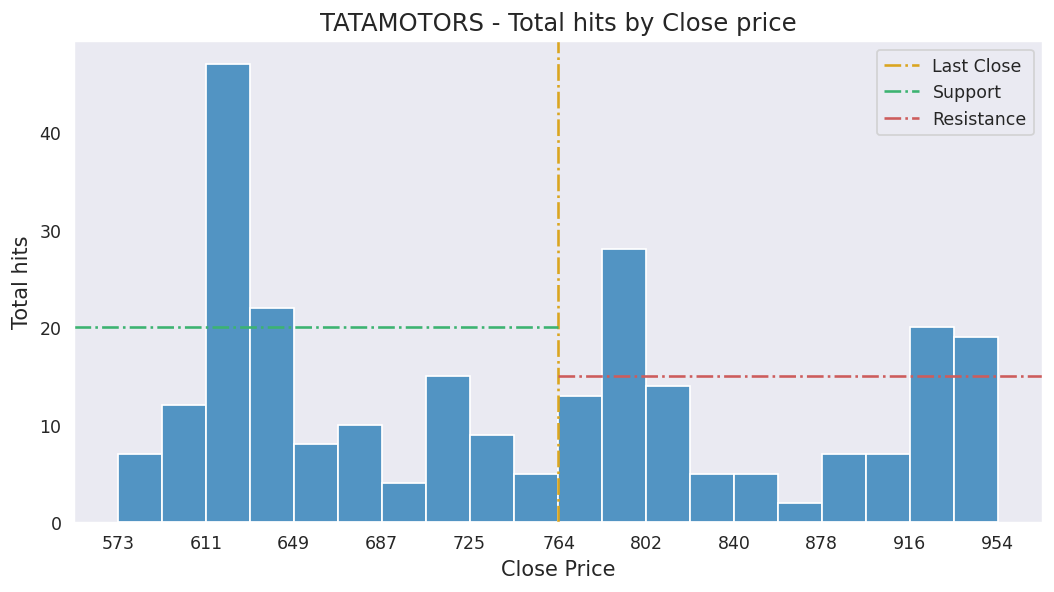 TATAMOTORS - Total hits by Close price
Last Close
Support
Resistance
Total hits
40
30
20
10
0
573 611 649 687 725 764 802 840 878 916 954
Close Price